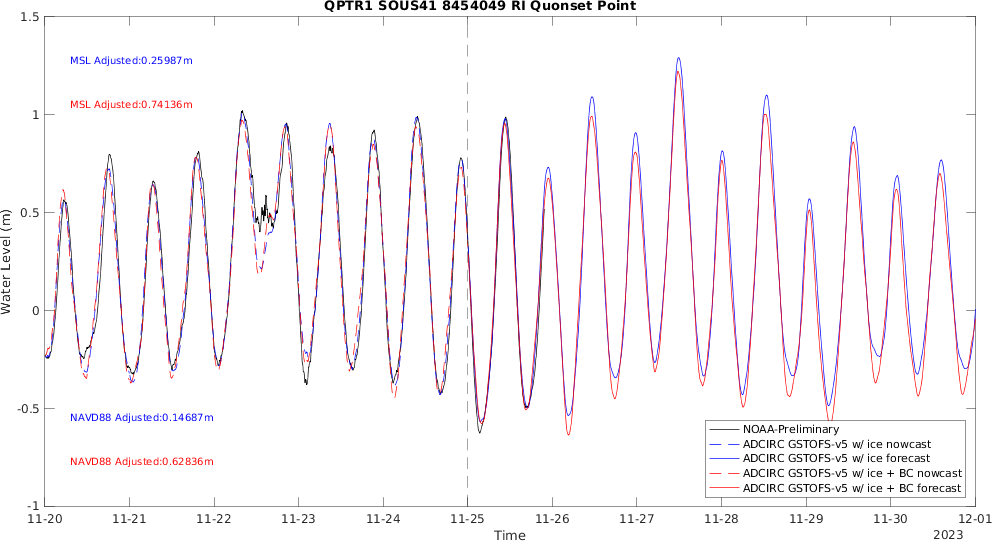 QPTR1 SOUS41 8454049 RI Quonset Point
1.5
MSL Adjusted:0.25987m
MSL Adjusted:0.74136m
1
0.5
Water Level (m)
0
-0.5
NAVD88 Adjusted:0.14687m
NAVD88 Adjusted:0.62836m
NOAA-Preliminary
ADCIRC GSTOFS-v5 w/ ice nowcast
ADCIRC GSTOFS-v5 w/ ice forecast
ADCIRC GSTOFS-v5 w/ ice + BC nowcast
ADCIRC GSTOFS-v5 w/ ice + BC forecast
-1
11-20 11-21 11-22 11-23 11-24 11-25 11-26 11-27 11-28 11-29 11-30 12-01
Time
2023